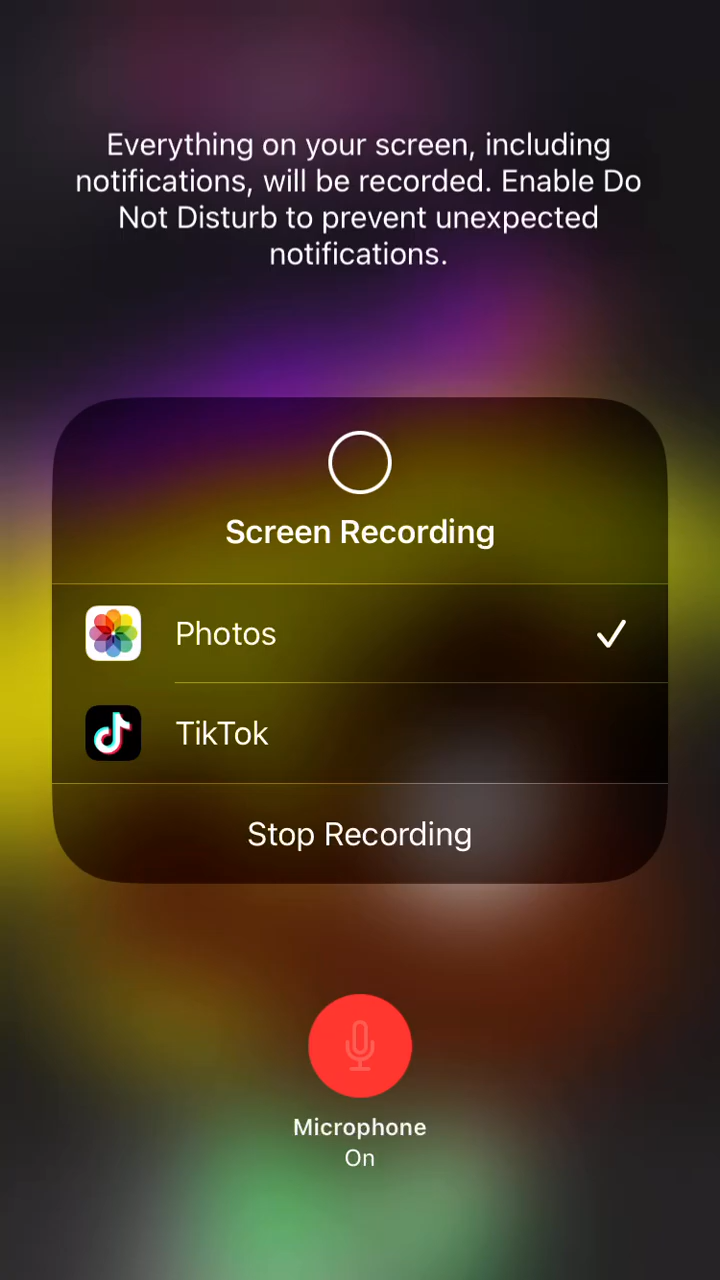 Everything on your screen, including
notifications, will be recorded. Enable Do
Not Disturb to prevent unexpected
notifications.
Screen Recording
Photos
TikTok
Stop Recording
Microphone
On